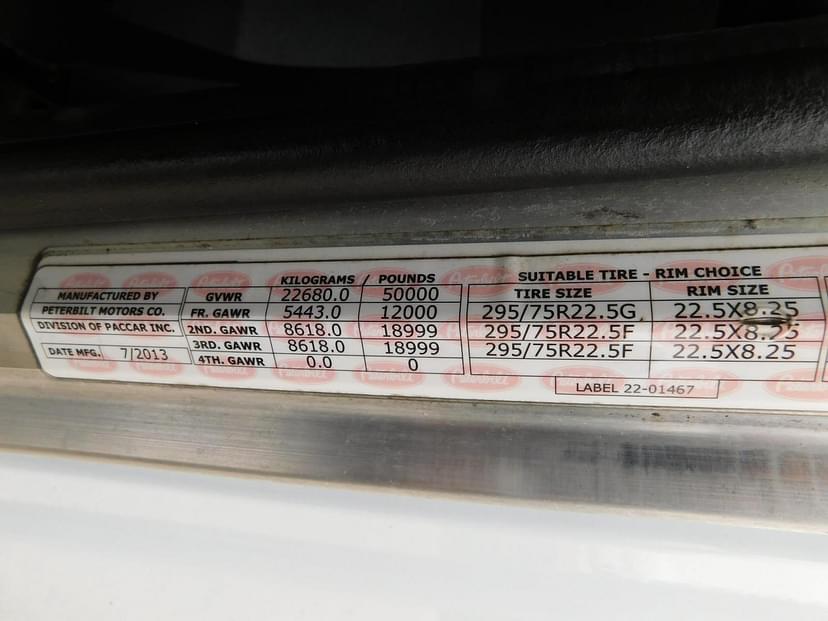 KILOGRAMS / POUNDS SUITABLE TIRE - RIM CHOICE
MANUFACTURED BY GVWR 22680.0 50000 TIRE SIZE RIM SIZE
PETERBILT MOTORS CO. FR. GAWR 5443.0 12000 295/75R22.5G 22.5X8.25
DIVISION OF PACCAR INC. 2ND. GAWR 8618.0 18999 295/75R22.5F 22.5X8.25
DATE MFG. 7/2013 3RD. GAWR 8618.0 18999 295/75R22.5F 22.5X8.25
4TH. GAWR 0.0 0
LABEL 22-01467